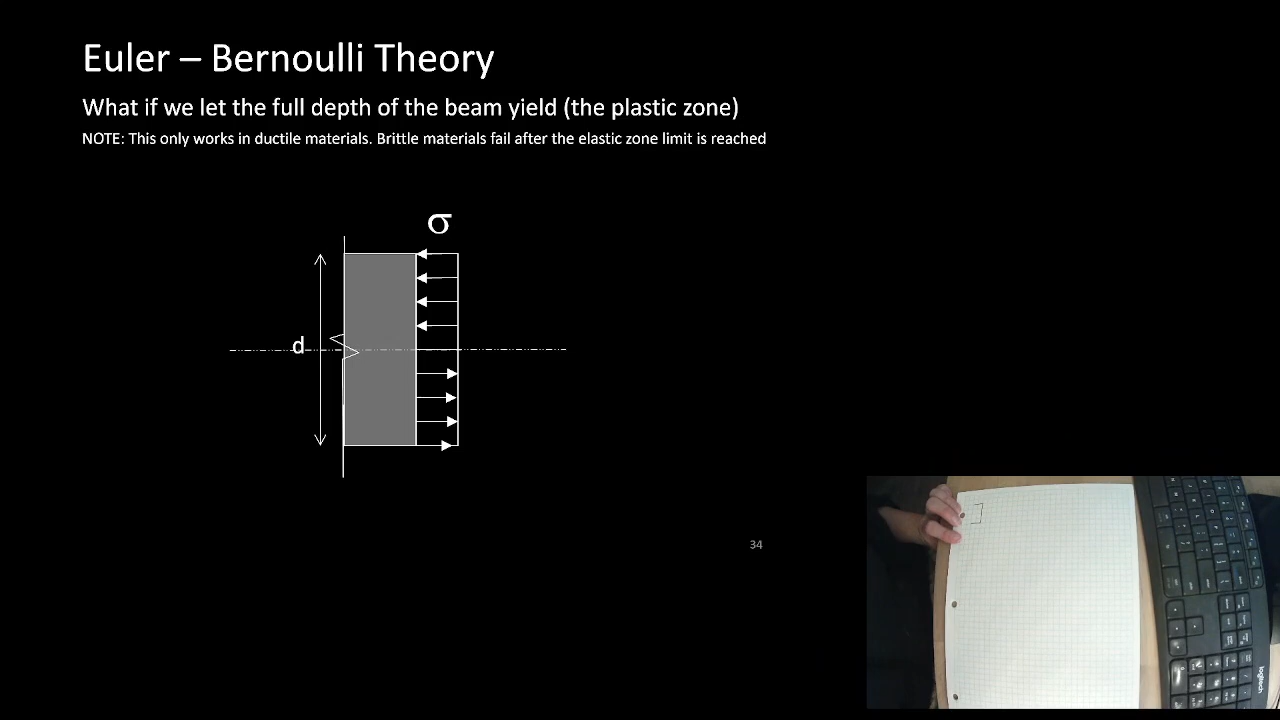 Euler – Bernoulli Theory
What if we let the full depth of the beam yield (the plastic zone)
NOTE: This only works in ductile materials. Brittle materials fail after the elastic zone limit is reached
σ
d
34
logitech